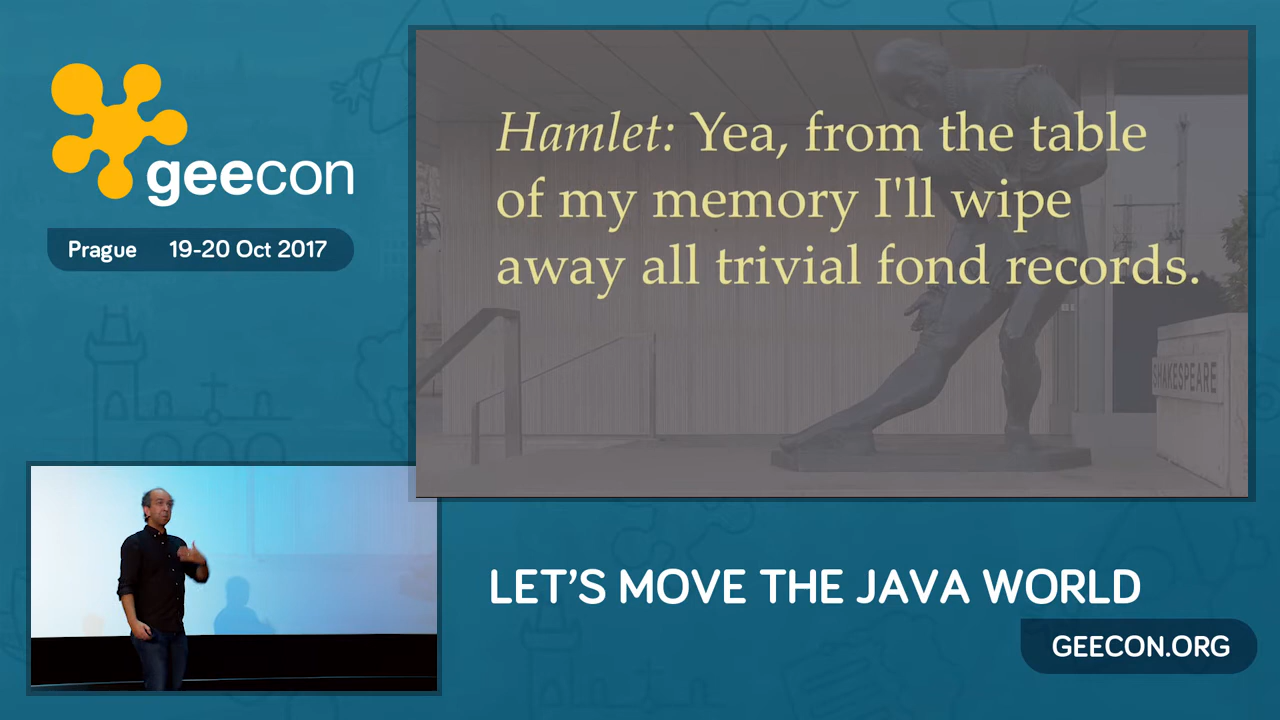 geecon
Prague 19-20 Oct 2017
Hamlet: Yea, from the table
of my memory I'll wipe
away all trivial fond records.
SHAKESPEARE
LET'S MOVE THE JAVA WORLD
GEECON.ORG